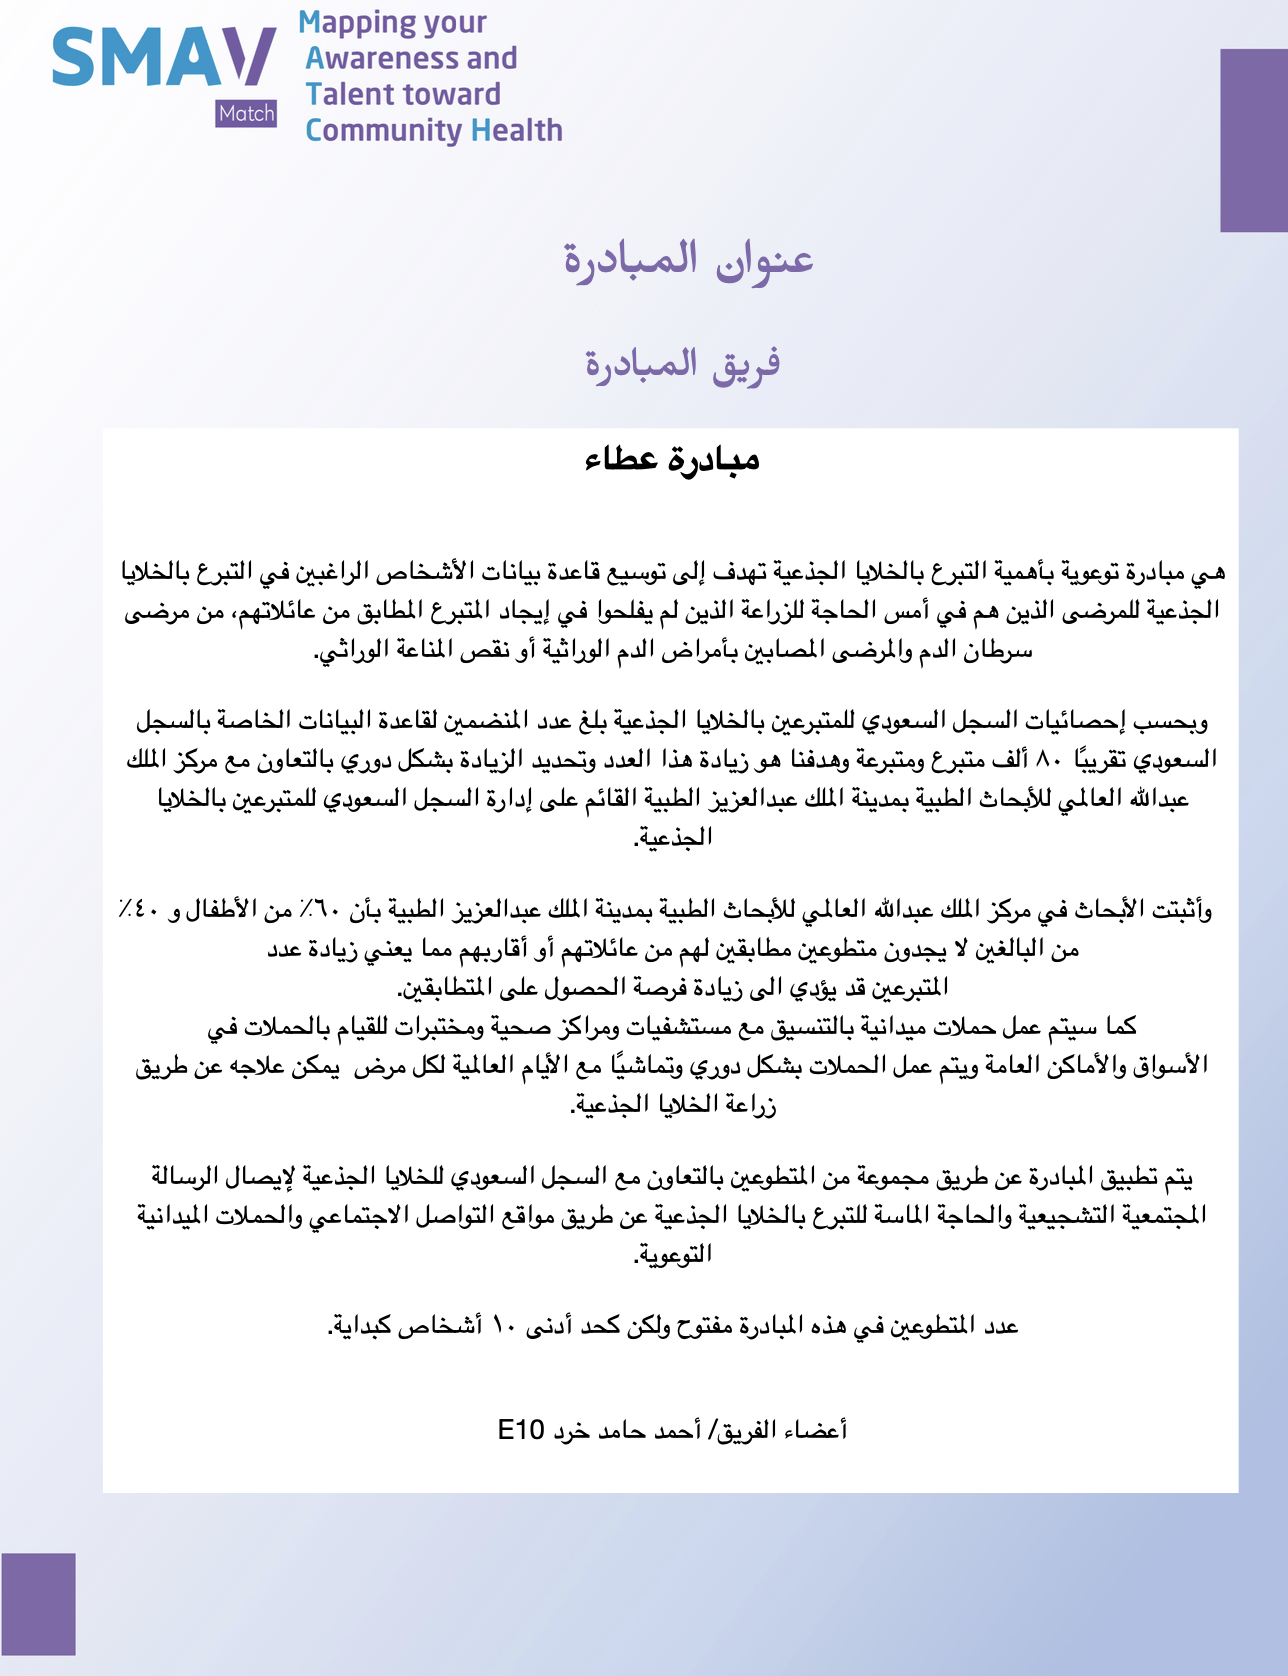 SMAV
Match
Mapping your
Awareness and
Talent toward
Community Health
عنوان المبادرة
فريق المبادرة
مبادرة عطاء
هي مبادرة توعوية بأهمية التبرع بالخلايا الجذعية تهدف إلى توسيع قاعدة بيانات الأشخاص الراغبين في التبرع بالخلايا
الجذعية للمرضى الذين هم في أمس الحاجة للزراعة الذين لم يفلحوا في إيجاد المتبرع المطابق من عائلاتهم، من مرضى
سرطان الدم والمرضى المصابين بأمراض الدم الوراثية أو نقص المناعة الوراثي.
وبحسب إحصائيات السجل السعودي للمتبرعين بالخلايا الجذعية بلغ عدد المنضمين لقاعدة البيانات الخاصة بالسجل
السعودي تقريبًا ٨٠ ألف متبرع ومتبرعة وهدفنا هو زيادة هذا العدد وتحديد الزيادة بشكل دوري بالتعاون مع مركز الملك
عبدالله العالمي للأبحاث الطبية بمدينة الملك عبدالعزيز الطبية القائم على إدارة السجل السعودي للمتبرعين بالخلايا
الجذعية.
وأثبتت الأبحاث في مركز الملك عبدالله العالمي للأبحاث الطبية بمدينة الملك عبدالعزيز الطبية بأن ٦٠٪ من الأطفال و ٤٠٪
من البالغين لا يجدون متطوعين مطابقين لهم من عائلاتهم أو أقاربهم مما يعني زيادة عدد
المتبرعين قد يؤدي الى زيادة فرصة الحصول على المتطابقين.
كما سيتم عمل حملات ميدانية بالتنسيق مع مستشفيات ومراكز صحية ومختبرات للقيام بالحملات في
الأسواق والأماكن العامة ويتم عمل الحملات بشكل دوري وتماشيًا مع الأيام العالمية لكل مرض يمكن علاجه عن طريق
زراعة الخلايا الجذعية.
يتم تطبيق المبادرة عن طريق مجموعة من المتطوعين بالتعاون مع السجل السعودي للخلايا الجذعية لإيصال الرسالة
المجتمعية التشجيعية والحاجة الماسة للتبرع بالخلايا الجذعية عن طريق مواقع التواصل الاجتماعي والحملات الميدانية
التوعوية.
عدد المتطوعين في هذه المبادرة مفتوح ولكن كحد أدنى ١٠ أشخاص كبداية.
أعضاء الفريق/ أحمد حامد خرد E10